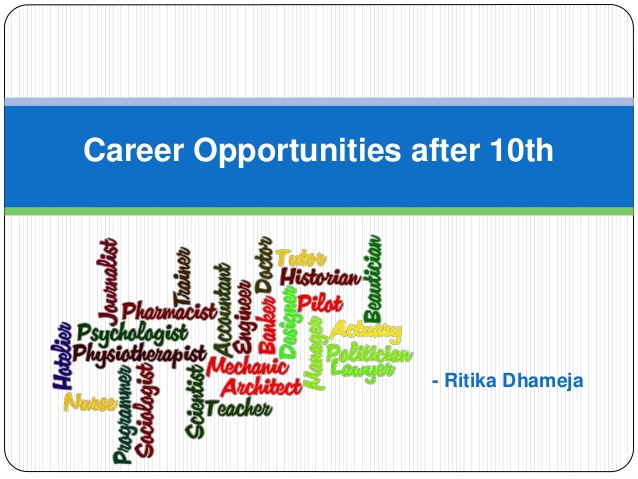 Career Opportunities after 10th
Journalist
Trainer
Doctor
Tutor
Historian
Beautician
Pharmacist
Accountant
Engineer
Banker
Designer
Pilot
Psychologist
Actuary
Hotelier
Physiotherapist
Manager
Politician
Lawyer
Mechanic
Architect
Nurse
Programmer
Sociologist
Scientist
Teacher
- Ritika Dhameja